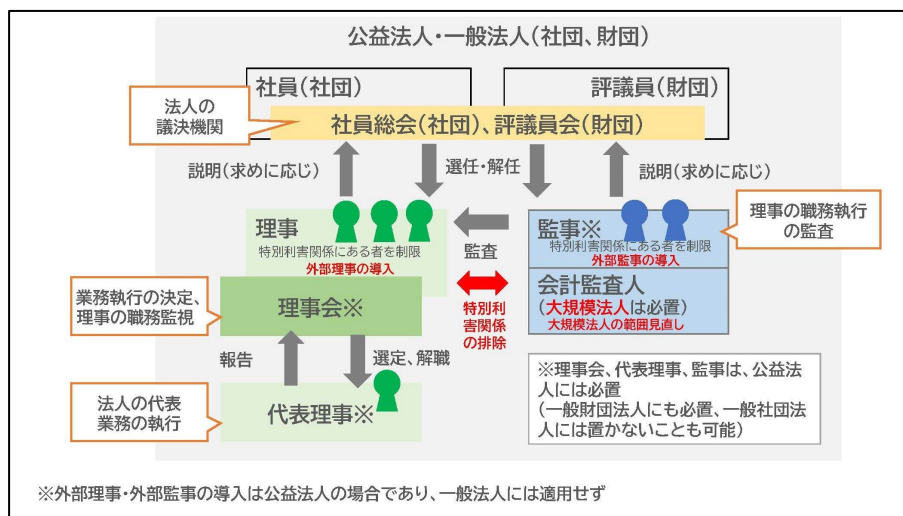 公益法人・一般法人(社団、財団)
社員(社団)
評議員(財団)
法人の
議決機関
社員総会(社団)、評議員会(財団)
説明(求めに応じ)
選任・解任
説明(求めに応じ)
理事
特別利害関係にある者を制限
外部理事の導入
監査
監事※
特別利害関係にある者を制限
外部監事の導入
理事の職務執行
の監査
会計監査人
(大規模法人は必置)
大規模法人の範囲見直し
業務執行の決定、
理事の職務監視
理事会※
特別利
害関係
の排除
報告
選定、解職
法人の代表
業務の執行
代表理事※
※理事会、代表理事、監事は、公益法
人には必置
(一般財団法人にも必置、一般社団法
人には置かないことも可能)
※外部理事・外部監事の導入は公益法人の場合であり、一般法人には適用せず